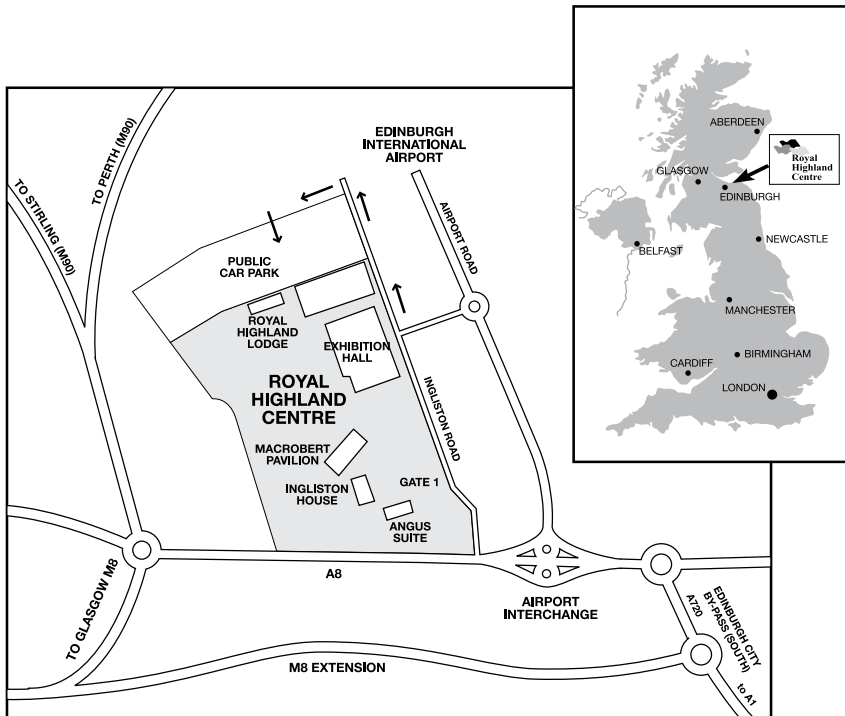 ABERDEEN
Royal
Highland
Centre
GLASGOW
EDINBURGH
NEWCASTLE
BELFAST
MANCHESTER
BIRMINGHAM
CARDIFF
LONDON
EDINBURGH
INTERNATIONAL
AIRPORT
TO STIRLING (M90)
TO PERTH (M90)
AIRPORT ROAD
PUBLIC
CAR PARK
ROYAL
HIGHLAND
LODGE
EXHIBITION
HALL
ROYAL
HIGHLAND
CENTRE
INGLISTON ROAD
MACROBERT
PAVILION
INGLISTON
HOUSE
GATE 1
ANGUS
SUITE
A8
AIRPORT
INTERCHANGE
TO GLASGOW M8
M8 EXTENSION
EDINBURGH CITY
BY-PASS (SOUTH)
A720
to A1